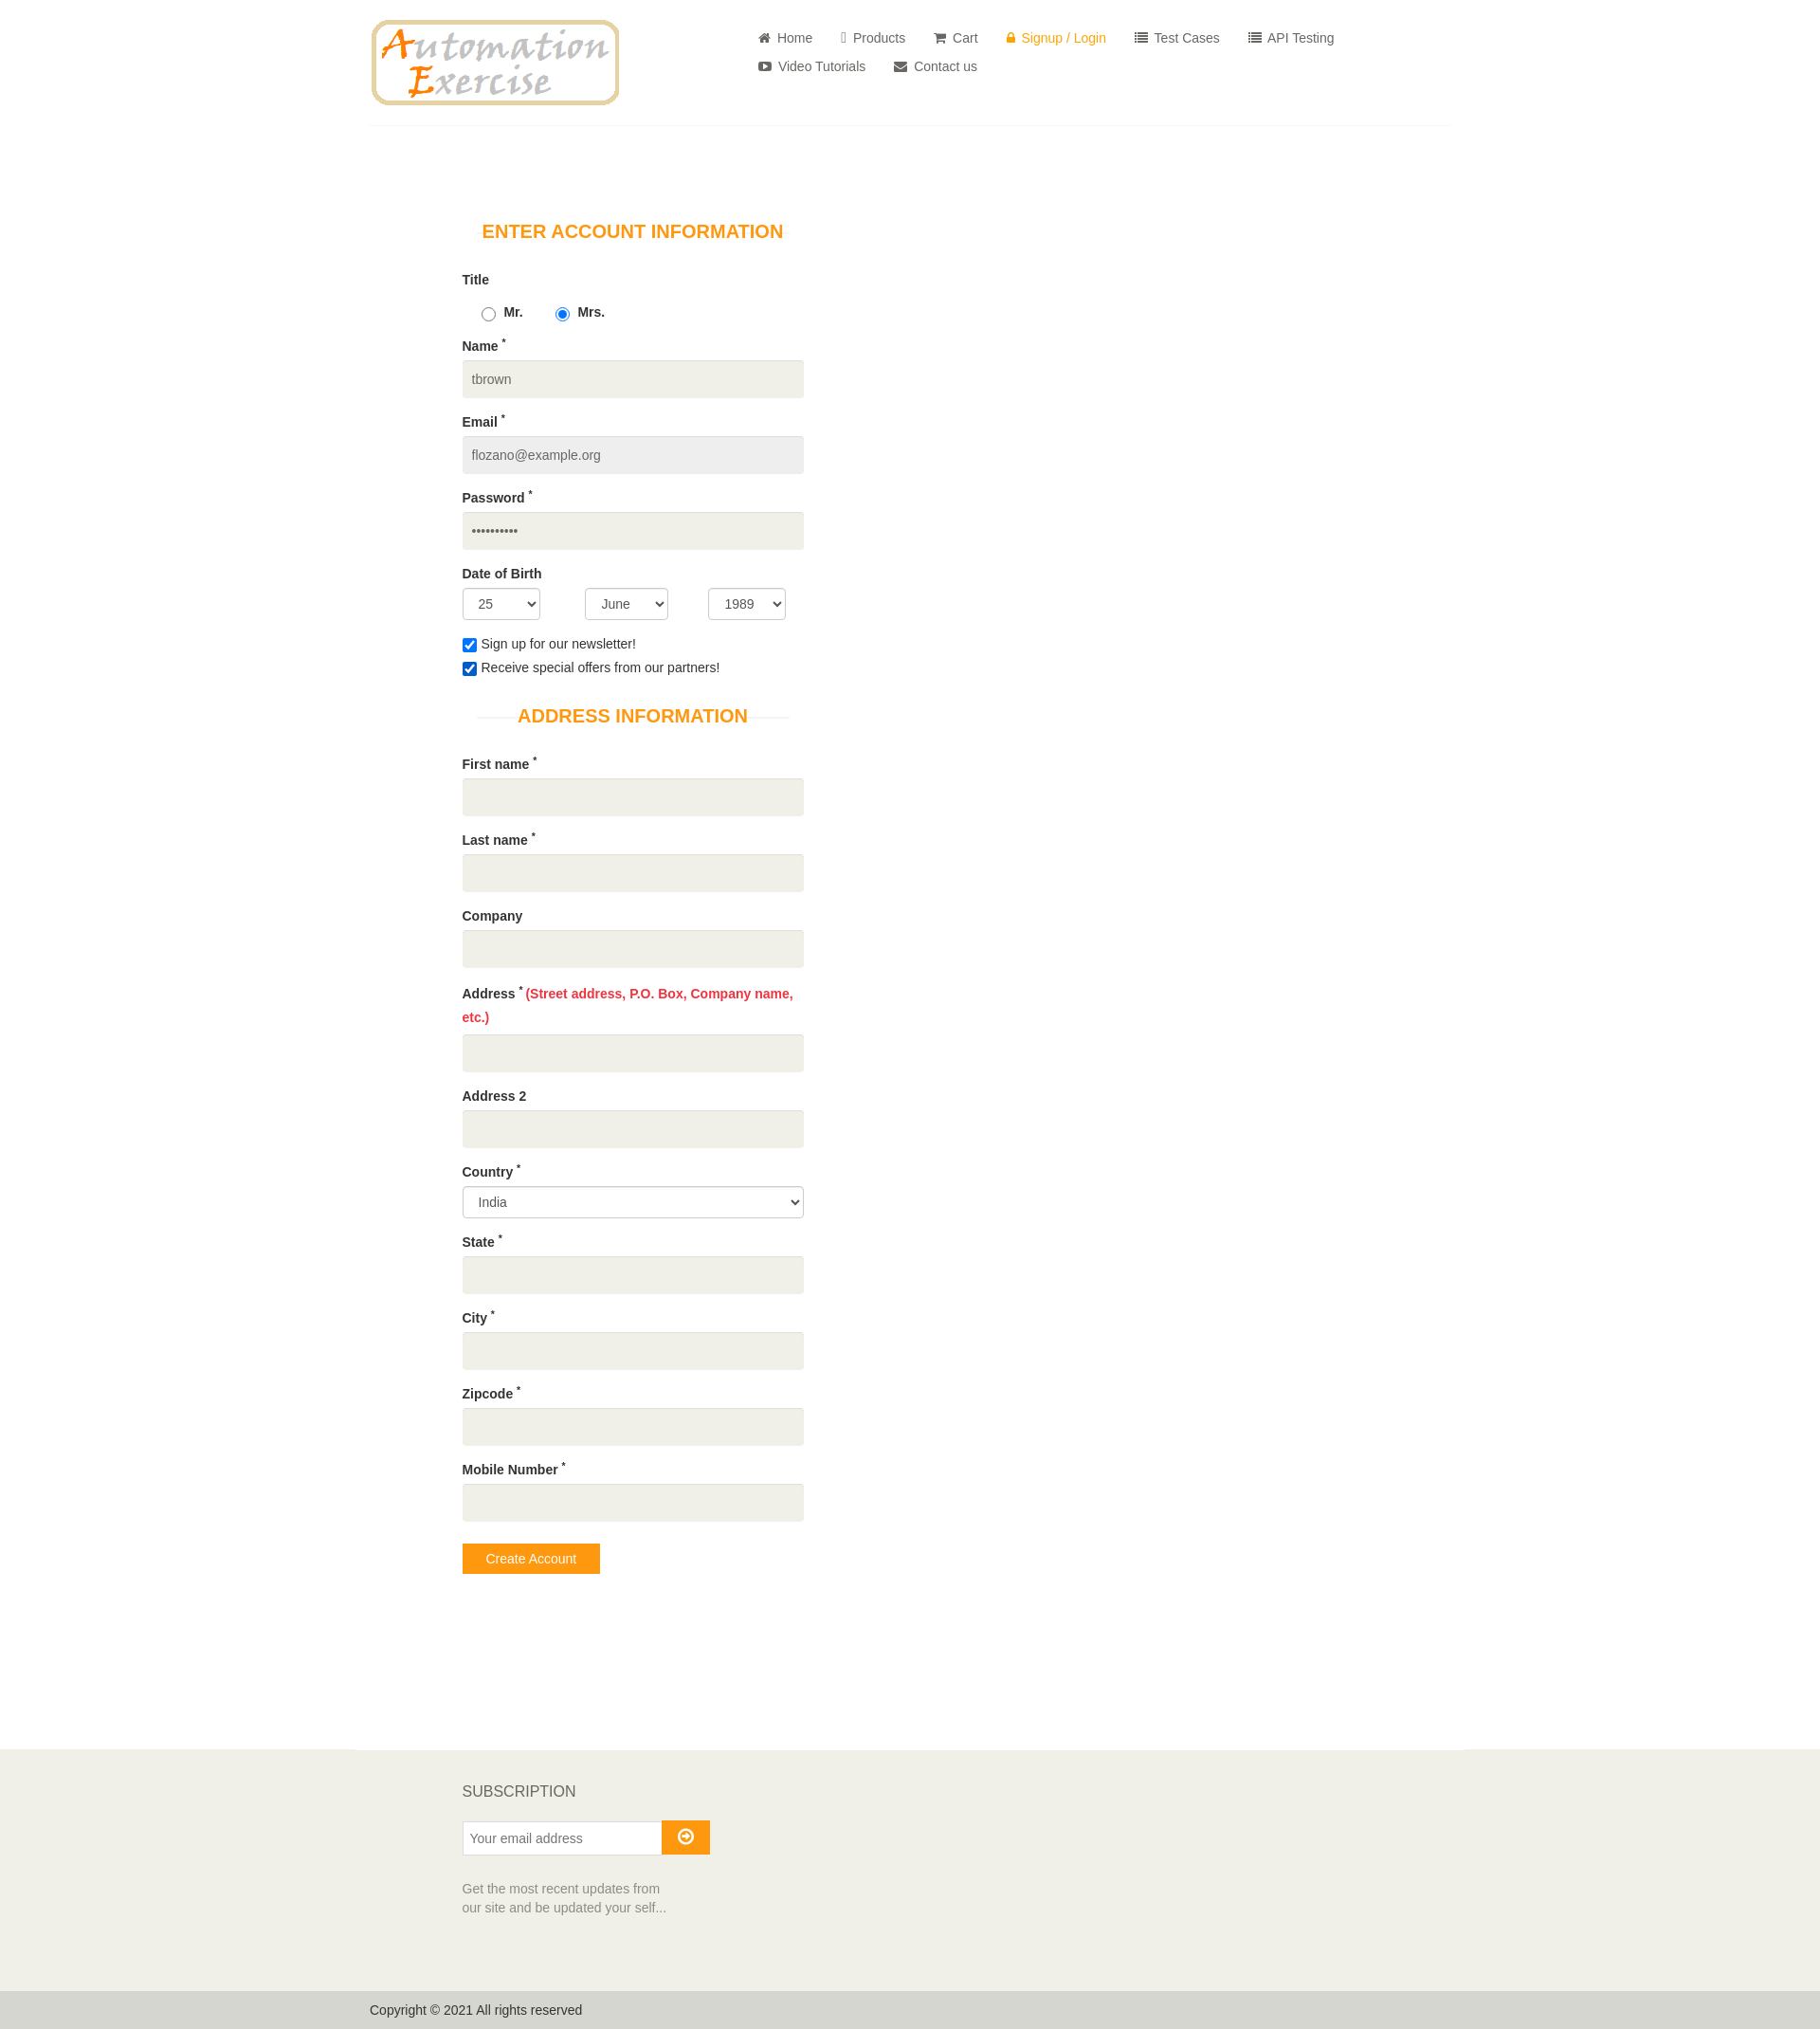 Automation
Exercise
Home Products Cart Signup / Login Test Cases API Testing
Video Tutorials Contact us
ENTER ACCOUNT INFORMATION
Title
Mr. Mrs.
Name *
tbrown
Email *
flozano@example.org
Password *
••••••••••
Date of Birth
25 June 1989
Sign up for our newsletter!
Receive special offers from our partners!
ADDRESS INFORMATION
First name *
Last name *
Company
Address * (Street address, P.O. Box, Company name,
etc.)
Address 2
Country *
India
State *
City *
Zipcode *
Mobile Number *
Create Account
SUBSCRIPTION
Your email address
Get the most recent updates from
our site and be updated your self...
Copyright © 2021 All rights reserved